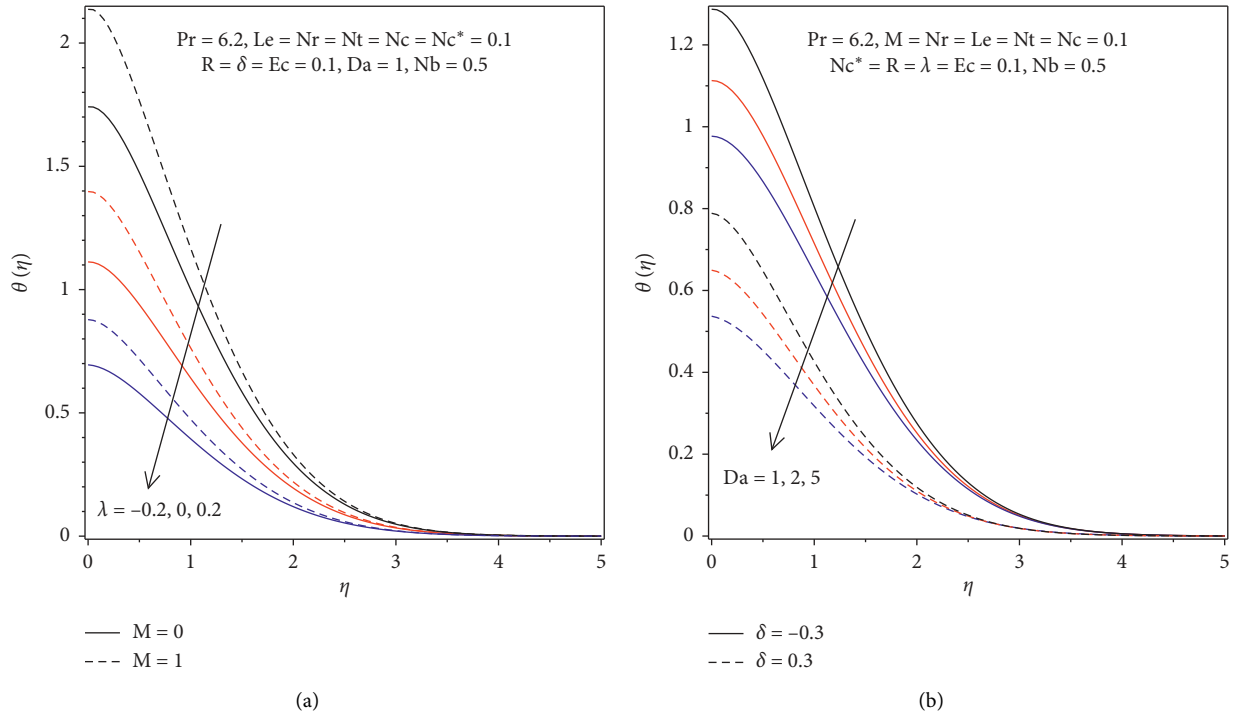 Pr = 6.2, Le = Nr = Nt = Nc = Nc* = 0.1
R = δ = Ec = 0.1, Da = 1, Nb = 0.5
2
1.5
1
0.5
0
θ (η)
λ = –0.2, 0, 0.2
0 1 2 3 4 5
η
M = 0
M = 1
(a)
Pr = 6.2, M = Nr = Le = Nt = Nc = 0.1
Nc* = R = λ = Ec = 0.1, Nb = 0.5
1.2
1
0.8
0.6
0.4
0.2
0
θ (η)
Da = 1, 2, 5
0 1 2 3 4 5
η
δ = –0.3
δ = 0.3
(b)